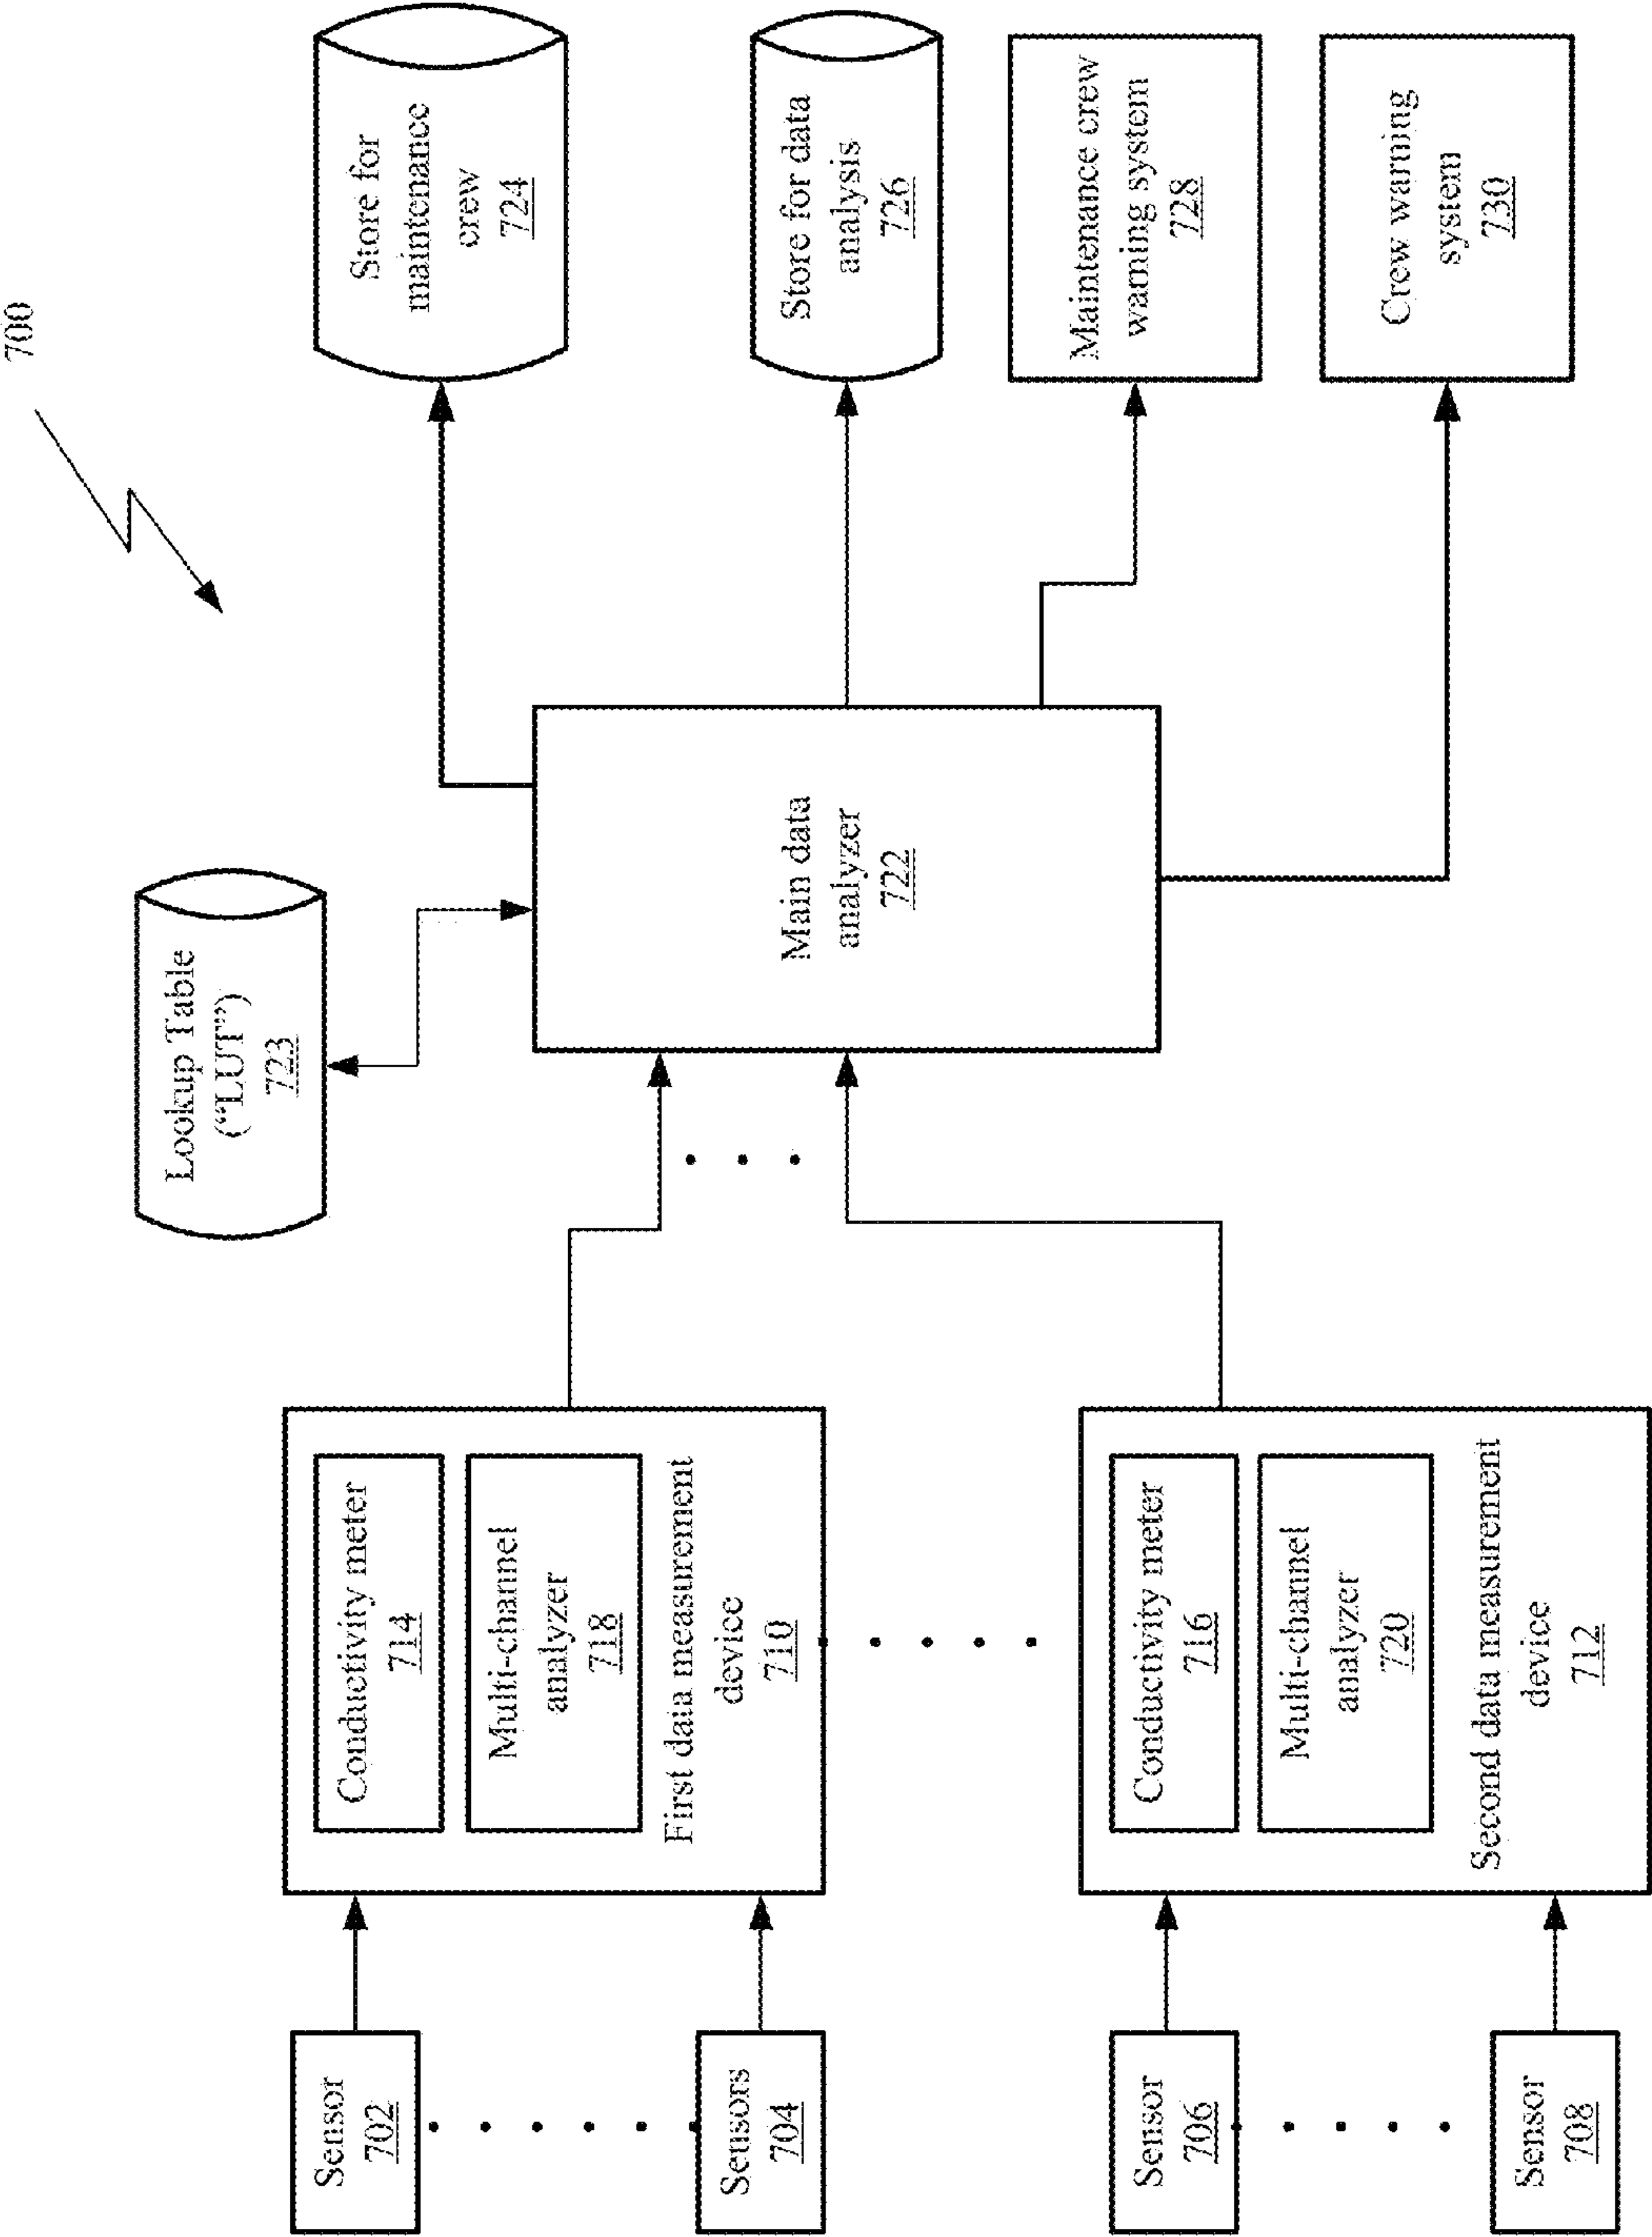 700
Lookup Table
("LUT")
723
Store for
maintenance
crew
724
Sensor
702
Sensors
704
Conductivity meter
714
Multi-channel
analyzer
718
First data measurement
device
710
Main data
analyzer
722
Store for data
analysis
726
Maintenance crew
warning system
728
Sensor
706
Sensor
708
Conductivity meter
716
Multi-channel
analyzer
720
Second data measurement
device
712
Crew warning
system
730